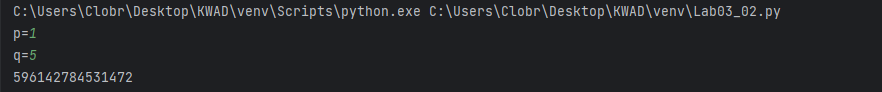 C:\Users\Clobr\Desktop\KWAD\venv\Scripts\python.exe C:\Users\Clobr\Desktop\KWAD\venv\Lab03_02.py
p=1
q=5
596142784531472